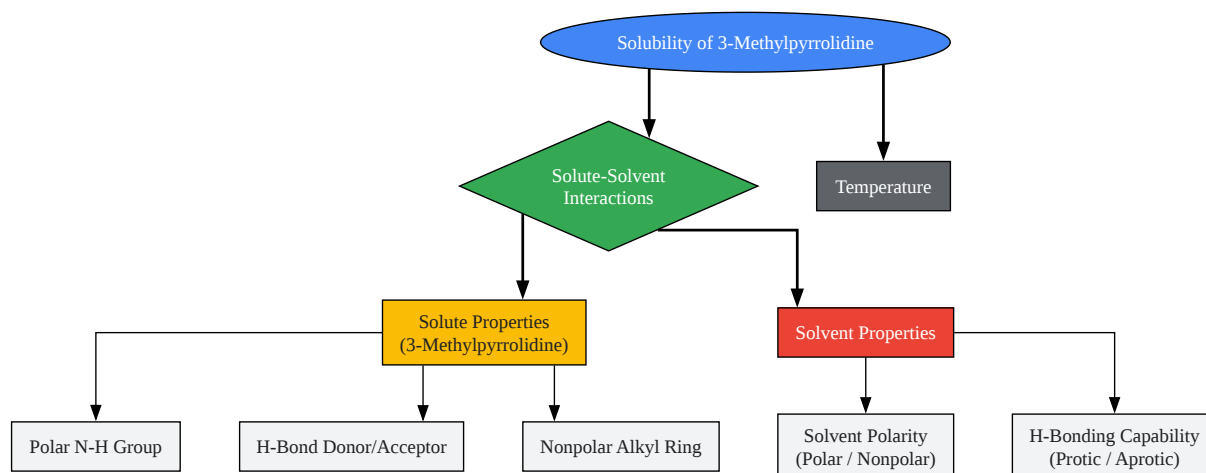 Solubility of 3-Methylpyrrolidine
Solute-Solvent
Interactions
Temperature
Solute Properties
(3-Methylpyrrolidine)
Solvent Properties
Polar N-H Group
H-Bond Donor/Acceptor
Nonpolar Alkyl Ring
Solvent Polarity
(Polar / Nonpolar)
H-Bonding Capability
(Protic / Aprotic)